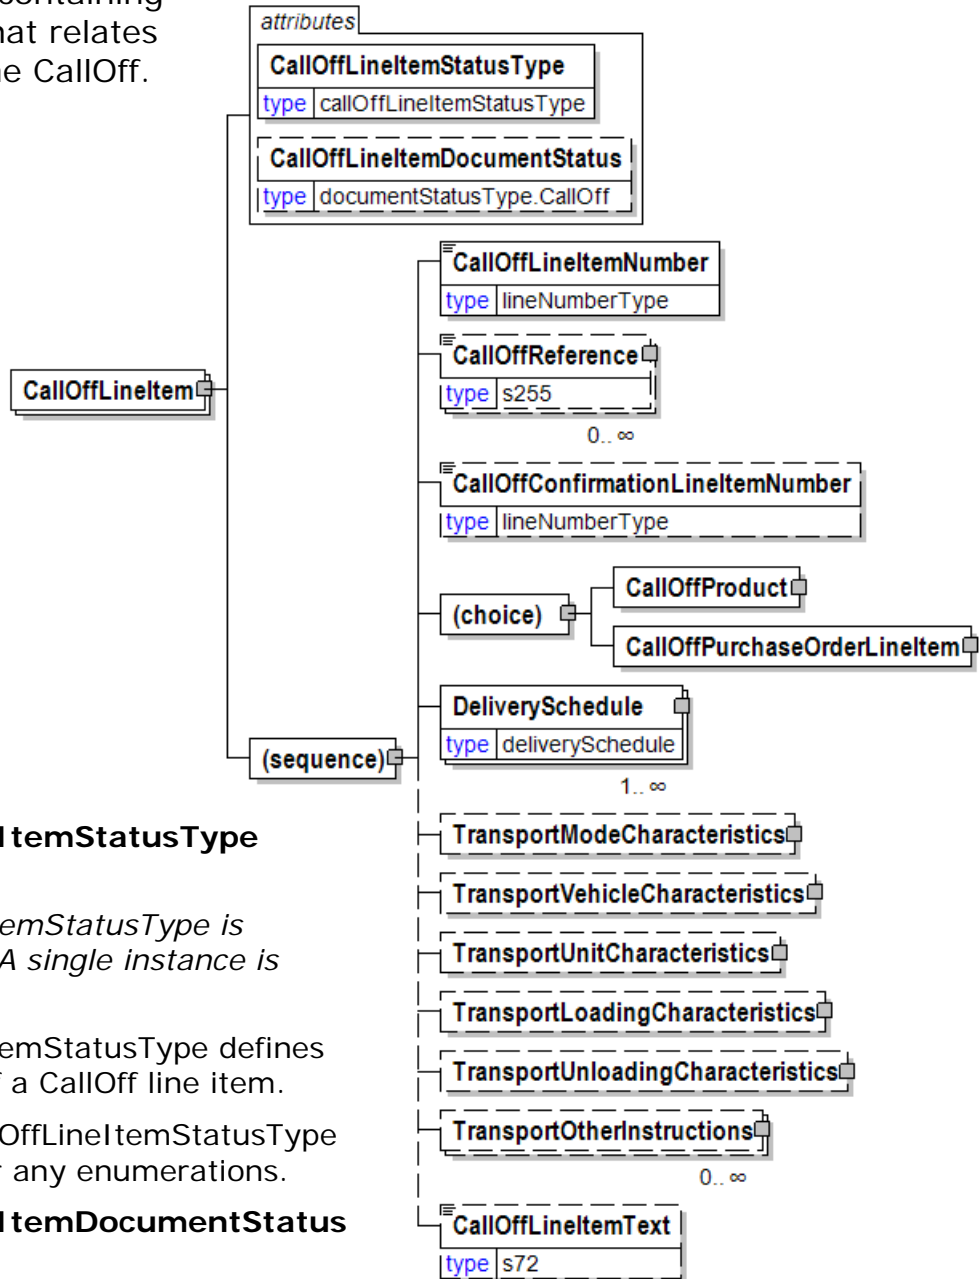 containing
hat relates
he CallOff.
attributes
CallOffLineItemStatusType
type callOffLineItemStatusType
CallOffLineItemDocumentStatus
type documentStatusType.CallOff
CallOffLineItemNumber
type lineNumberType
CallOffReference
type s255
0.. ∞
CallOffLineItem
CallOffConfirmationLineItemNumber
type lineNumberType
(choice)
CallOffProduct
CallOffPurchaseOrderLineItem
DeliverySchedule
type deliverySchedule
1.. ∞
(sequence)
TransportModeCharacteristics
TransportVehicleCharacteristics
TransportUnitCharacteristics
TransportLoadingCharacteristics
TransportUnloadingCharacteristics
TransportOtherInstructions
0.. ∞
CallOffLineItemText
type s72
ItemStatusType
emStatusType is
A single instance is
emStatusType defines
f a CallOff line item.
OffLineItemStatusType
r any enumerations.
ItemDocumentStatus